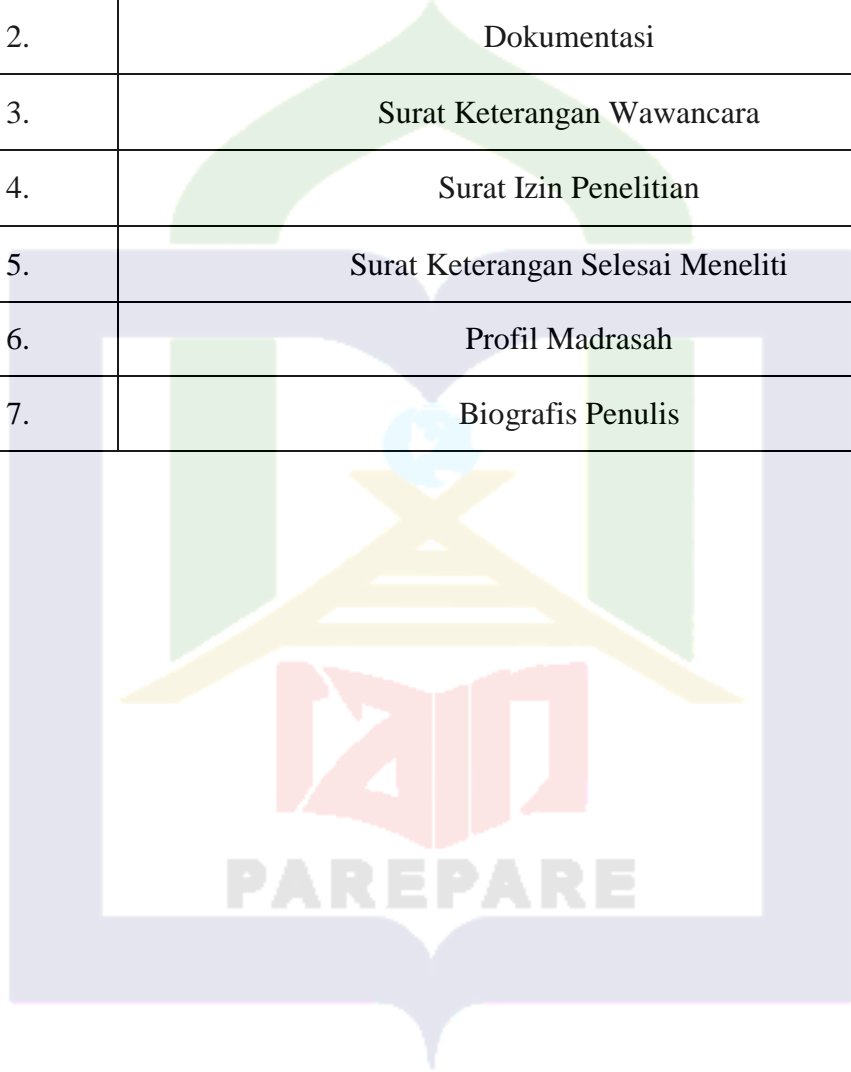 2. Dokumentasi
3. Surat Keterangan Wawancara
4. Surat Izin Penelitian
5. Surat Keterangan Selesai Meneliti
6. Profil Madrasah
7. Biografis Penulis
iain
PAREPARE